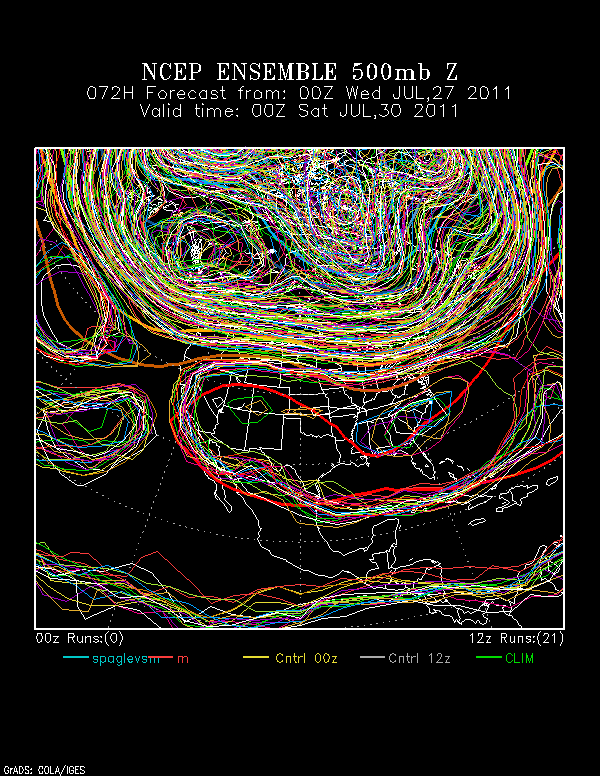 NCEP ENSEMBLE 500mb Z
072H Forecast from: 00Z Wed JUL,27 2011
Valid time: 00Z Sat JUL,30 2011
00z Runs:(0) 12z Runs:(21)
spaglevsm m Cntrl 00z Cntrl 12z CLIM
GrADS: COLA/IGES